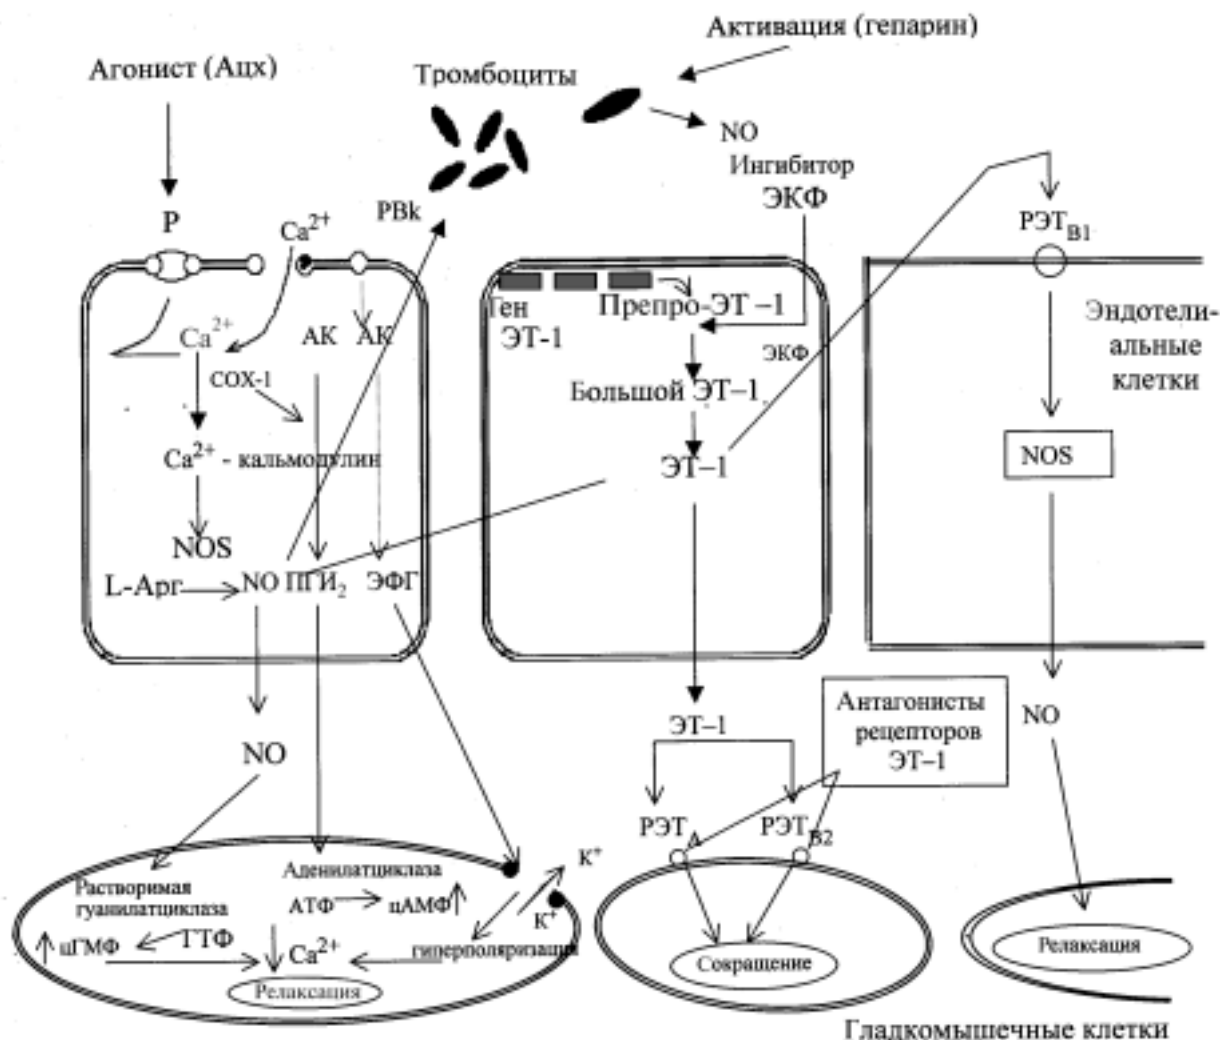 Активация (гепарин)
Агонист (Ацх)
Тромбоциты
NO
Ингибитор
ЭКФ
Р
Ca2+
PBk
РЭТB1
Ген
ЭТ-1
Препро-ЭТ –1
Ca2+
АК
АК
ЭКФ
Эндотели-
альные
клетки
COX-1
Большой ЭТ–1
Ca2+ - кальмодулин
ЭТ–1
NOS
NOS
L-Арг
NO ПГИ2 ЭФГ
ЭТ–1
Антагонисты
рецепторов
ЭТ–1
NO
NO
РЭТA
РЭТB2
K+
Аденилатциклаза
Растворимая
гуанилатциклаза
АТФ
цАМФ
K+
цГМФ
ГТФ
Ca2+
гиперполяризация
Релаксация
Сокращение
Релаксация
Гладкомышечные клетки